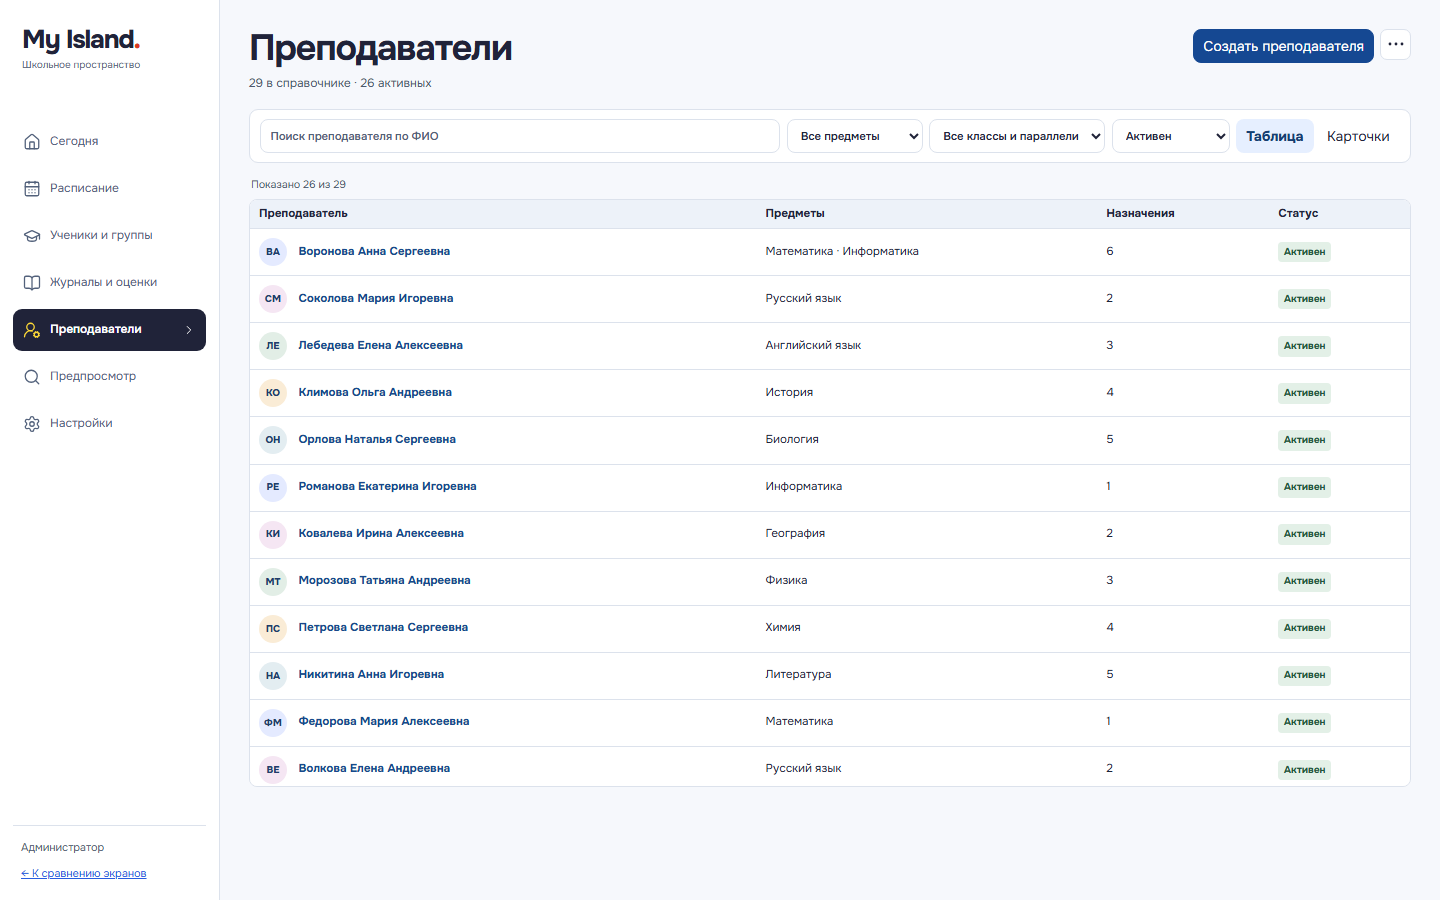 My Island.
Школьное пространство
Сегодня
Расписание
Ученики и группы
Журналы и оценки
Преподаватели
Предпросмотр
Настройки
Администратор
← К сравнению экранов
Преподаватели
29 в справочнике · 26 активных
Создать преподавателя
Поиск преподавателя по ФИО
Все предметы
Все классы и параллели
Активен
Таблица
Карточки
Показано 26 из 29
Преподаватель Предметы Назначения Статус
ВА Воронова Анна Сергеевна Математика · Информатика 6 Активен
СМ Соколова Мария Игоревна Русский язык 2 Активен
ЛЕ Лебедева Елена Алексеевна Английский язык 3 Активен
КО Климова Ольга Андреевна История 4 Активен
ОН Орлова Наталья Сергеевна Биология 5 Активен
РЕ Романова Екатерина Игоревна Информатика 1 Активен
КИ Ковалева Ирина Алексеевна География 2 Активен
МТ Морозова Татьяна Андреевна Физика 3 Активен
ПС Петрова Светлана Сергеевна Химия 4 Активен
НА Никитина Анна Игоревна Литература 5 Активен
ФМ Федорова Мария Алексеевна Математика 1 Активен
ВЕ Волкова Елена Андреевна Русский язык 2 Активен